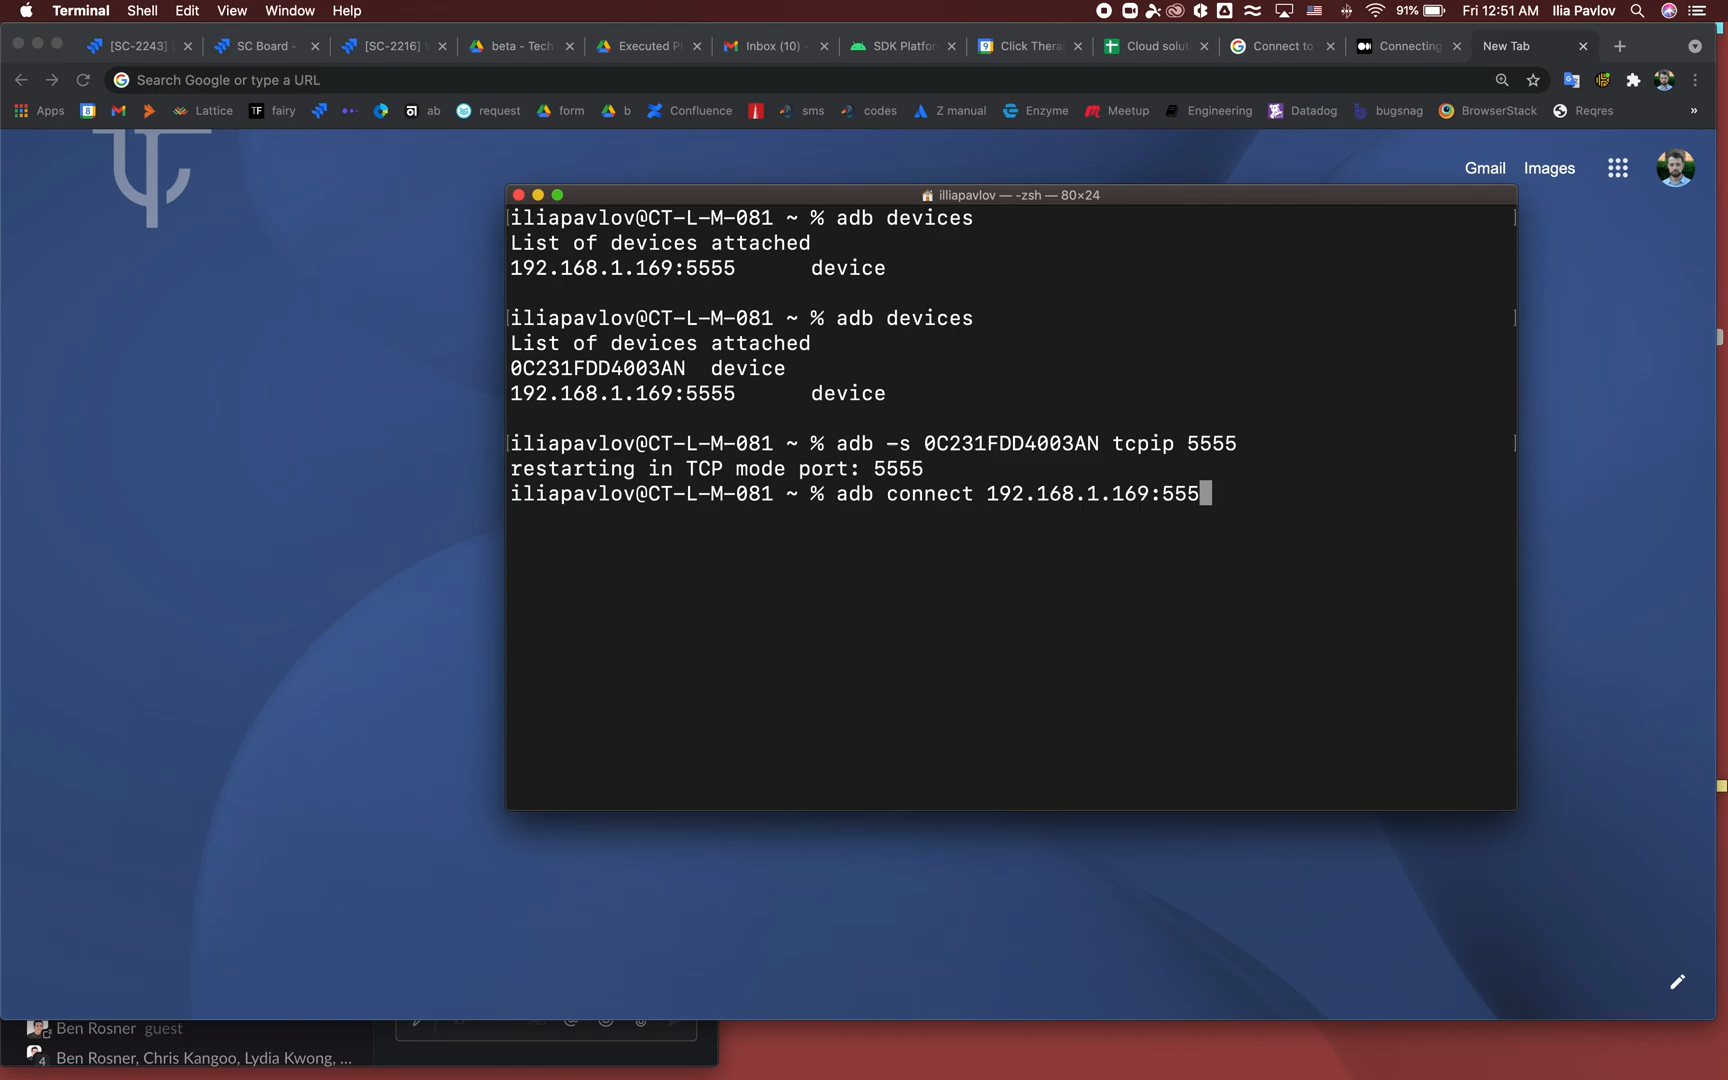 Terminal Shell Edit View Window Help 91% Fri 12:51 AM Ilia Pavlov
[SC-2243] SC Board - [SC-2216] beta - Tech Executed Inbox (10) - SDK Platfor 9 Click Thera Cloud solut Connect to Connecting New Tab
Search Google or type a URL
Apps 8 Lattice TF fairy ab request form b Confluence sms codes Z manual Enzyme Meetup Engineering Datadog bugsnag BrowserStack Reqres »
Gmail Images
illiapavlov — -zsh — 80×24
iliapavlov@CT-L-M-081 ~ % adb devices
List of devices attached
192.168.1.169:5555 device
iliapavlov@CT-L-M-081 ~ % adb devices
List of devices attached
0C231FDD4003AN device
192.168.1.169:5555 device
iliapavlov@CT-L-M-081 ~ % adb -s 0C231FDD4003AN tcpip 5555
restarting in TCP mode port: 5555
iliapavlov@CT-L-M-081 ~ % adb connect 192.168.1.169:555
Ben Rosner guest
4 Ben Rosner, Chris Kangoo, Lydia Kwong, ...